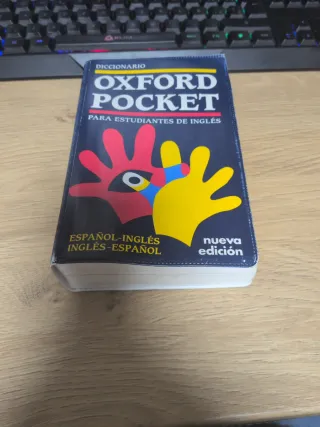 DICCIONARIO
OXFORD
POCKET
PARA ESTUDIANTES DE INGLÉS
ESPAÑOL-INGLÉS
INGLÉS-ESPAÑOL
nueva
edición